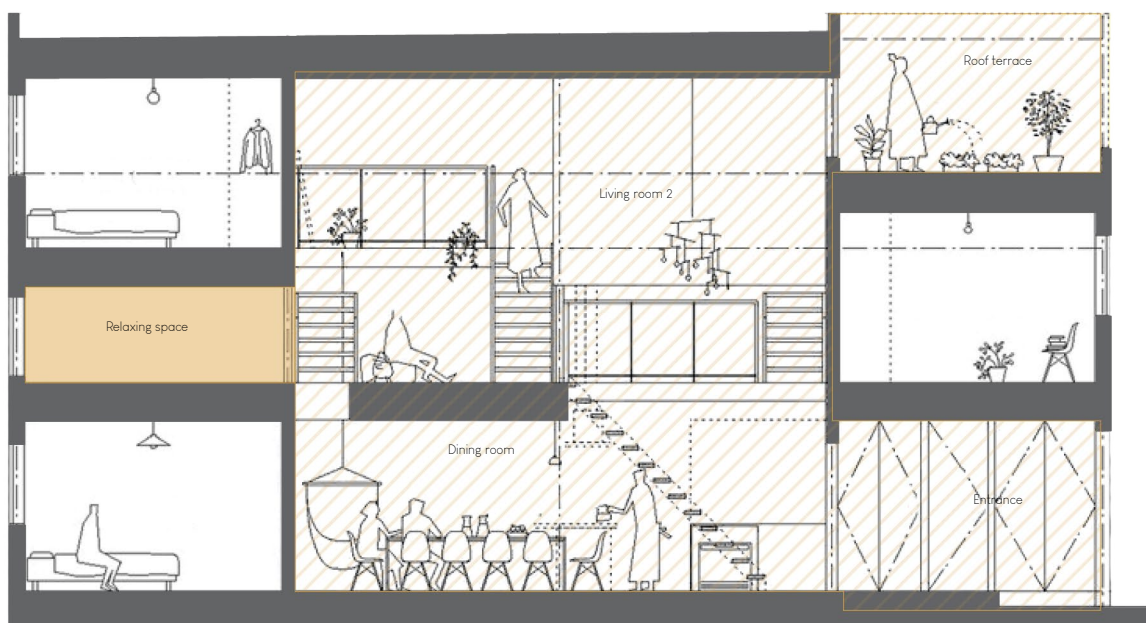 Roof terrace
Living room 2
Relaxing space
Dining room
Entrance